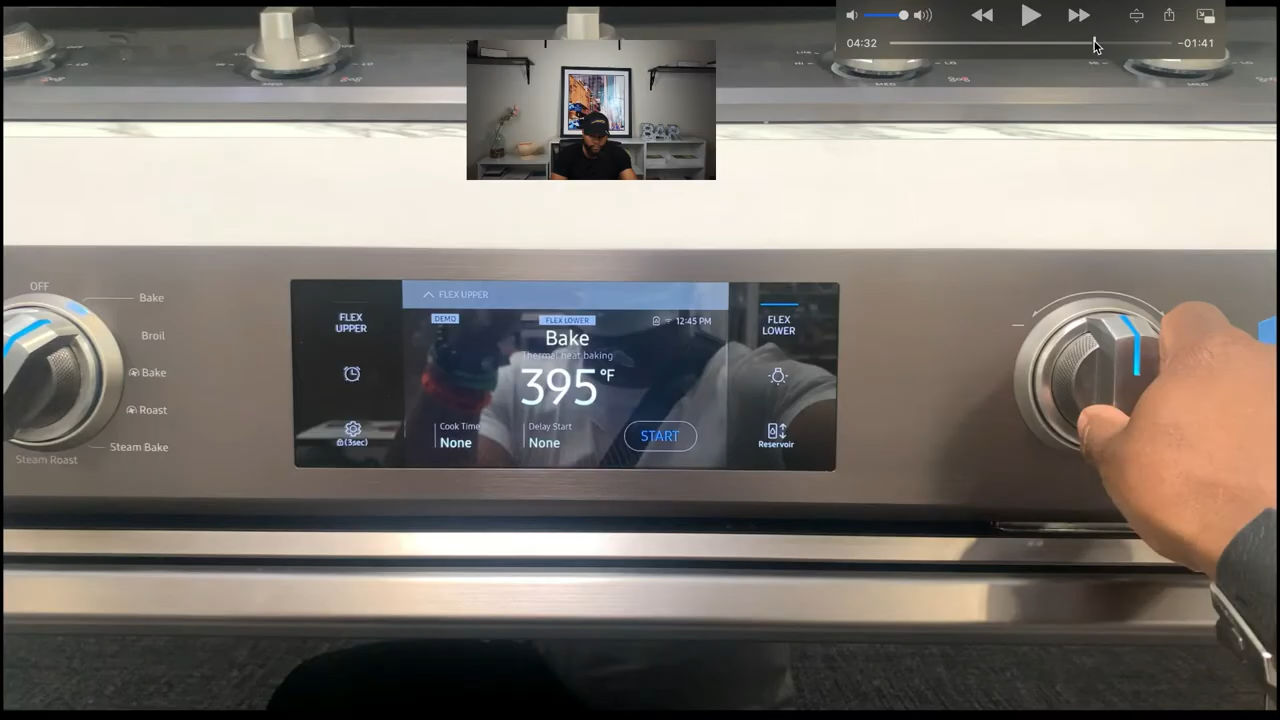 04:32
-01:41
BAR
OFF
Bake
Broil
Bake
Roast
Steam Bake
Steam Roast
FLEX
UPPER
(3sec)
FLEX UPPER
DEMO
FLEX LOWER
12:45 PM
Bake
Thermal heat baking
395 °F
Cook Time
None
Delay Start
None
START
FLEX
LOWER
Reservoir